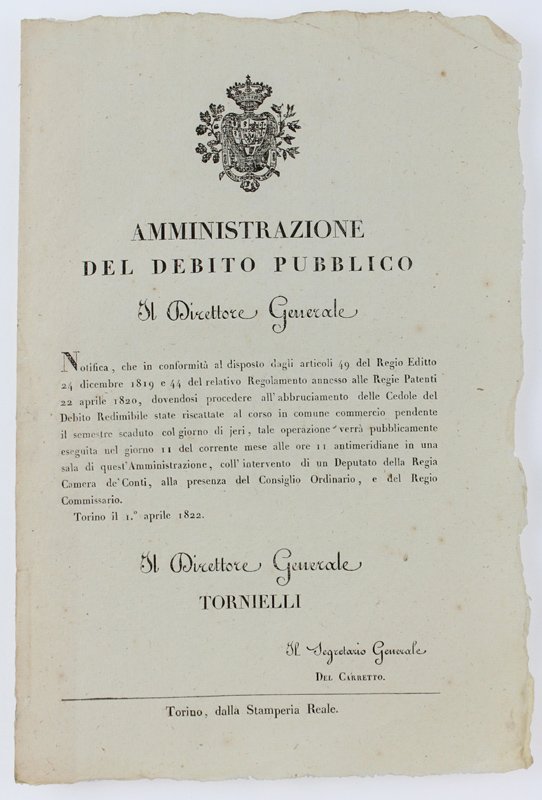 AMMINISTRAZIONE
DEL DEBITO PUBBLICO
Il Direttore Generale
Notifica, che in conformità al disposto dagli articoli 49 del Regio Editto
24 dicembre 1819 e 44 del relativo Regolamento annesso alle Regie Patenti
22 aprile 1820, dovendosi procedere all'abbruciamento delle Cedole del
Debito Redimibile state riscattate al corso in comune commercio pendente
il semestre scaduto col giorno di jeri, tale operazione verrà pubblicamente
eseguita nel giorno 11 del corrente mese alle ore 11 antimeridiane in una
sala di quest'Amministrazione, coll'intervento di un Deputato della Regia
Camera de' Conti, alla presenza del Consiglio Ordinario, e del Regio
Commissario.
Torino il 1.° aprile 1822.
Il Direttore Generale
TORNIELLI
Il Segretario Generale
DEL CARRETTO.
Torino, dalla Stamperia Reale.